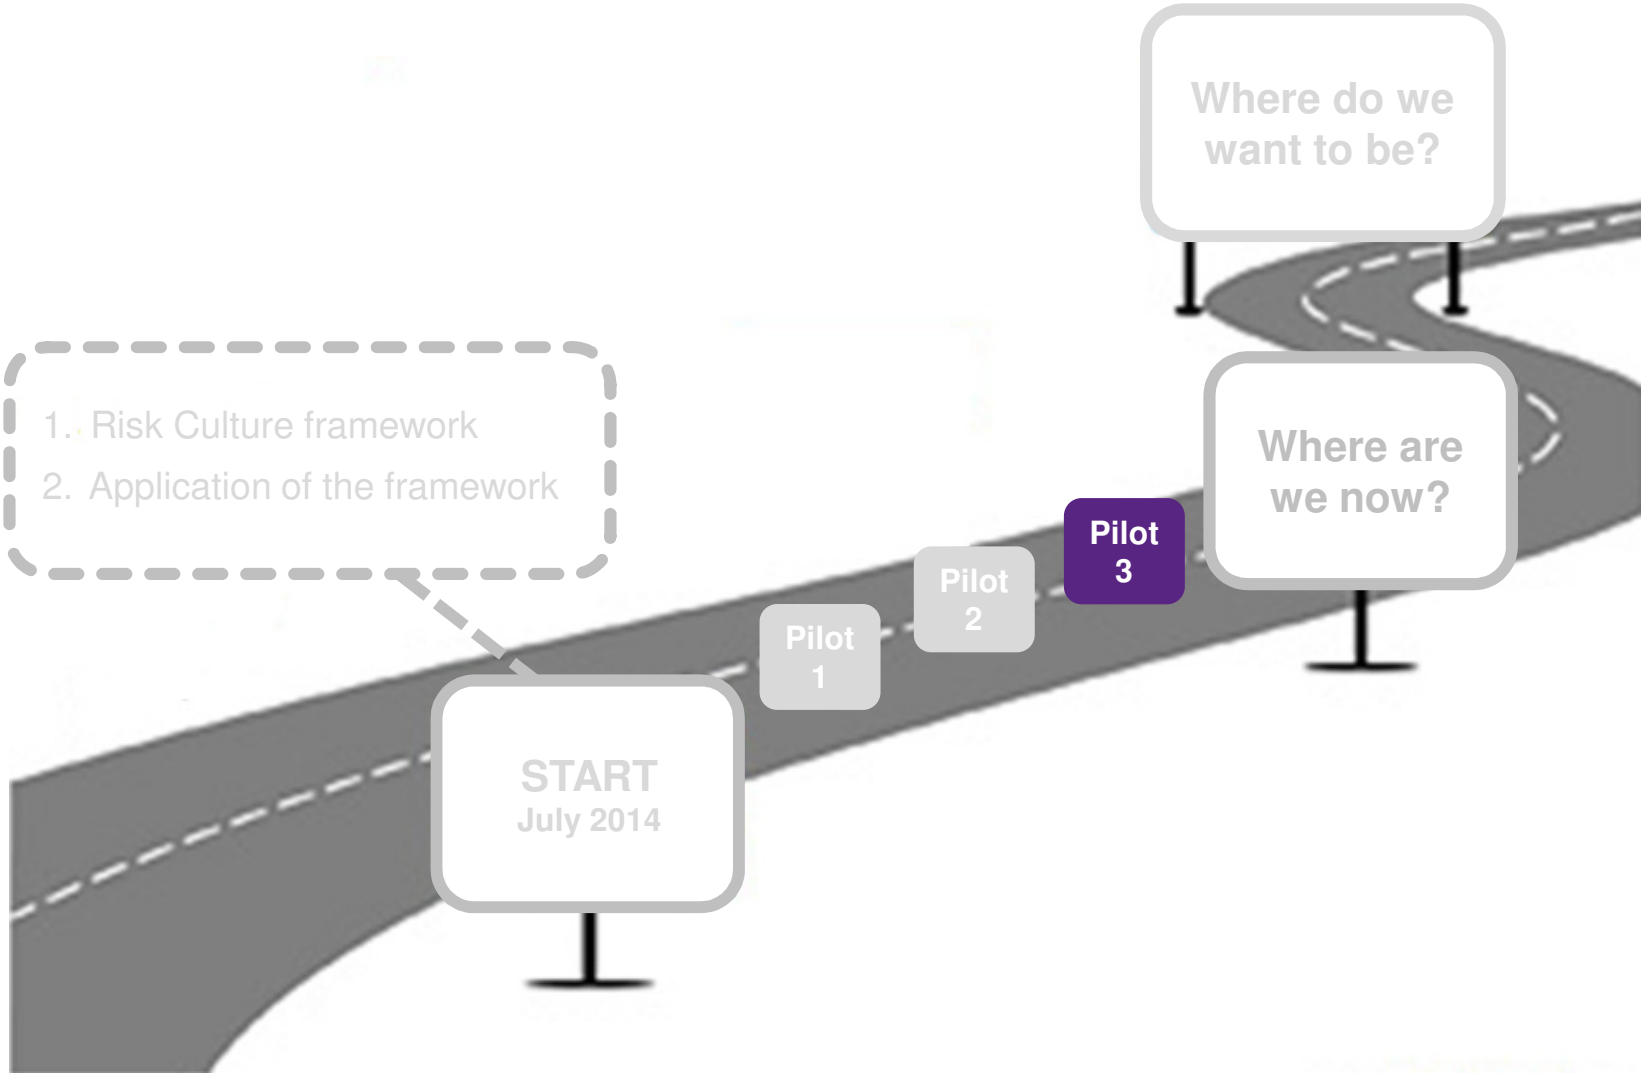 Where do we
want to be?
1. Risk Culture framework
2. Application of the framework
Where are
we now?
Pilot
3
Pilot
2
Pilot
1
START
July 2014